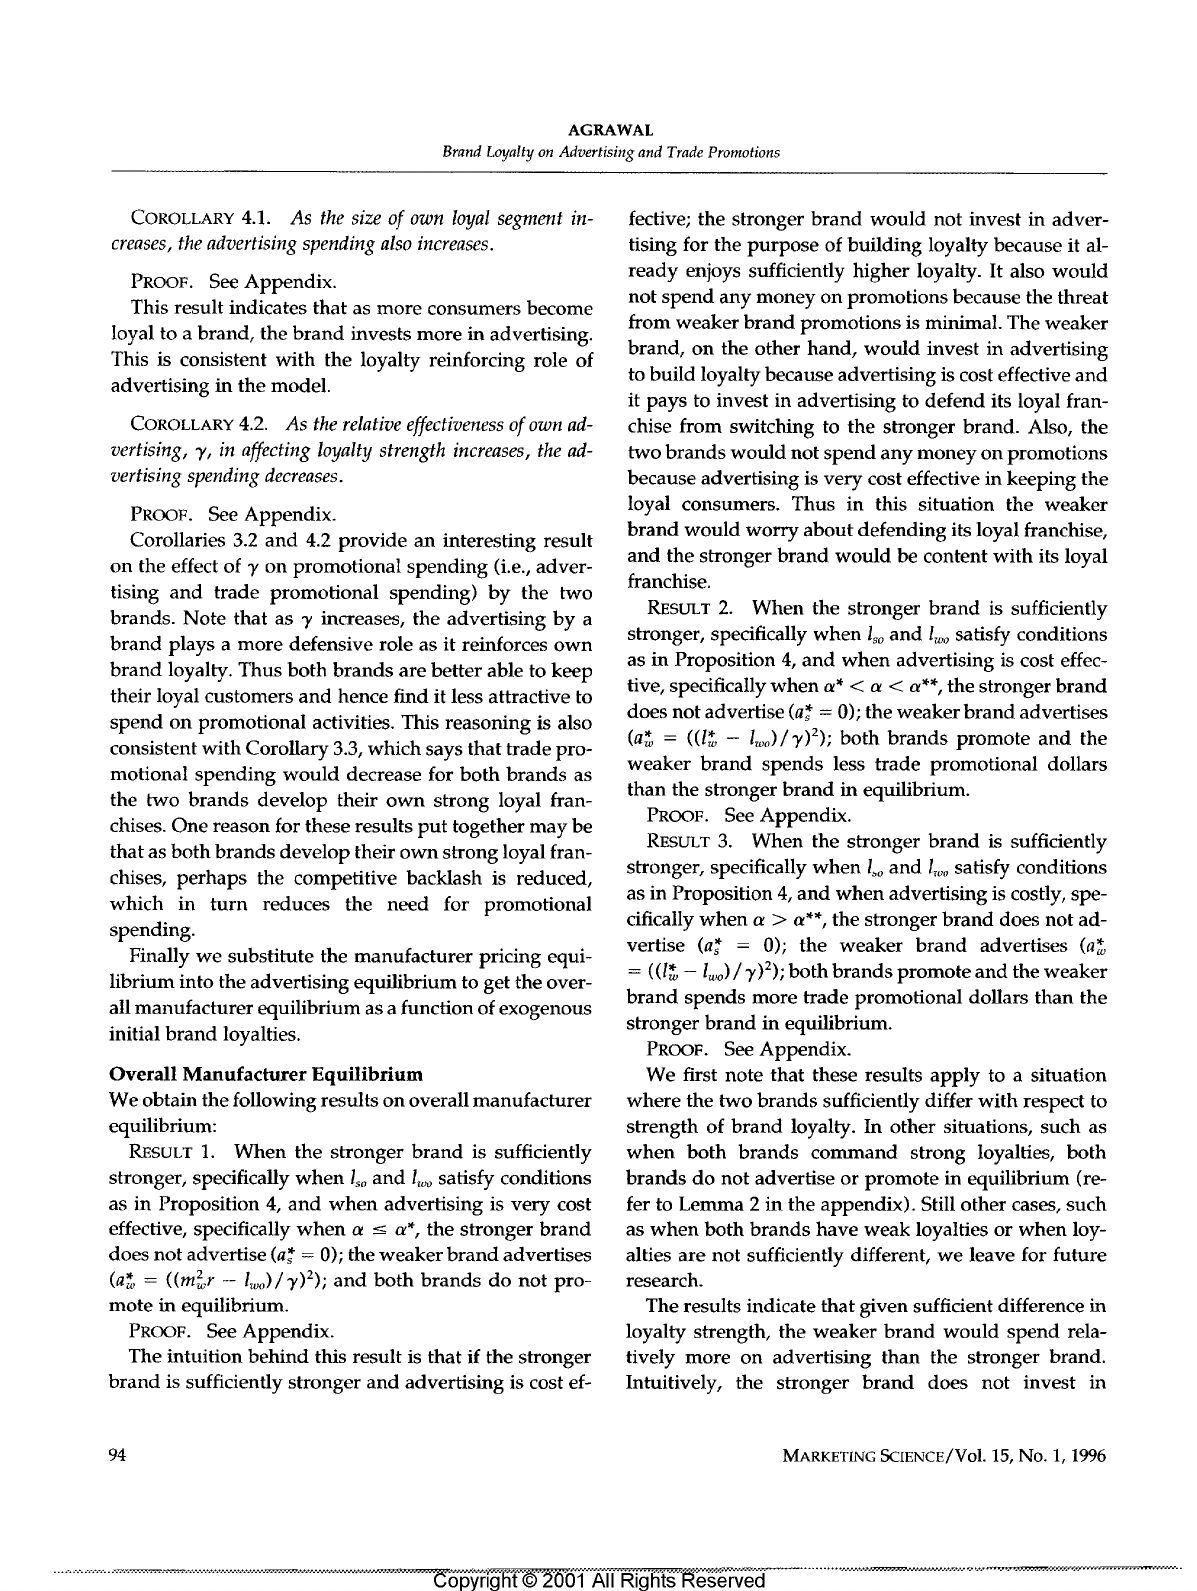 AGRAWAL
Brand Loyalty on Advertising and Trade Promotions
COROLLARY 4.1. As the size of own loyal segment in-
creases, the advertising spending also increases.
PROOF. See Appendix.
This result indicates that as more consumers become
loyal to a brand, the brand invests more in advertising.
This is consistent with the loyalty reinforcing role of
advertising in the model.
COROLLARY 4.2. As the relative effectiveness of own ad-
vertising, γ, in affecting loyalty strength increases, the ad-
vertising spending decreases.
PROOF. See Appendix.
Corollaries 3.2 and 4.2 provide an interesting result
on the effect of γ on promotional spending (i.e., adver-
tising and trade promotional spending) by the two
brands. Note that as γ increases, the advertising by a
brand plays a more defensive role as it reinforces own
brand loyalty. Thus both brands are better able to keep
their loyal customers and hence find it less attractive to
spend on promotional activities. This reasoning is also
consistent with Corollary 3.3, which says that trade pro-
motional spending would decrease for both brands as
the two brands develop their own strong loyal fran-
chises. One reason for these results put together may be
that as both brands develop their own strong loyal fran-
chises, perhaps the competitive backlash is reduced,
which in turn reduces the need for promotional
spending.
Finally we substitute the manufacturer pricing equi-
librium into the advertising equilibrium to get the over-
all manufacturer equilibrium as a function of exogenous
initial brand loyalties.
Overall Manufacturer Equilibrium
We obtain the following results on overall manufacturer
equilibrium:
RESULT 1. When the stronger brand is sufficiently
stronger, specifically when l_so and l_wo satisfy conditions
as in Proposition 4, and when advertising is very cost
effective, specifically when α ≤ α*, the stronger brand
does not advertise (a*_s = 0); the weaker brand advertises
(a*_w = ((m²_w r − l_wo)/γ)²); and both brands do not pro-
mote in equilibrium.
PROOF. See Appendix.
The intuition behind this result is that if the stronger
brand is sufficiently stronger and advertising is cost ef-
fective; the stronger brand would not invest in adver-
tising for the purpose of building loyalty because it al-
ready enjoys sufficiently higher loyalty. It also would
not spend any money on promotions because the threat
from weaker brand promotions is minimal. The weaker
brand, on the other hand, would invest in advertising
to build loyalty because advertising is cost effective and
it pays to invest in advertising to defend its loyal fran-
chise from switching to the stronger brand. Also, the
two brands would not spend any money on promotions
because advertising is very cost effective in keeping the
loyal consumers. Thus in this situation the weaker
brand would worry about defending its loyal franchise,
and the stronger brand would be content with its loyal
franchise.
RESULT 2. When the stronger brand is sufficiently
stronger, specifically when l_so and l_wo satisfy conditions
as in Proposition 4, and when advertising is cost effec-
tive, specifically when α* < α < α**, the stronger brand
does not advertise (a*_s = 0); the weaker brand advertises
(a*_w = ((l*_w − l_wo)/γ)²); both brands promote and the
weaker brand spends less trade promotional dollars
than the stronger brand in equilibrium.
PROOF. See Appendix.
RESULT 3. When the stronger brand is sufficiently
stronger, specifically when l_so and l_wo satisfy conditions
as in Proposition 4, and when advertising is costly, spe-
cifically when α > α**, the stronger brand does not ad-
vertise (a*_s = 0); the weaker brand advertises (a*_w
= ((l*_w − l_wo)/γ)²); both brands promote and the weaker
brand spends more trade promotional dollars than the
stronger brand in equilibrium.
PROOF. See Appendix.
We first note that these results apply to a situation
where the two brands sufficiently differ with respect to
strength of brand loyalty. In other situations, such as
when both brands command strong loyalties, both
brands do not advertise or promote in equilibrium (re-
fer to Lemma 2 in the appendix). Still other cases, such
as when both brands have weak loyalties or when loy-
alties are not sufficiently different, we leave for future
research.
The results indicate that given sufficient difference in
loyalty strength, the weaker brand would spend rela-
tively more on advertising than the stronger brand.
Intuitively, the stronger brand does not invest in
94
MARKETING SCIENCE/Vol. 15, No. 1, 1996
Copyright © 2001 All Rights Reserved